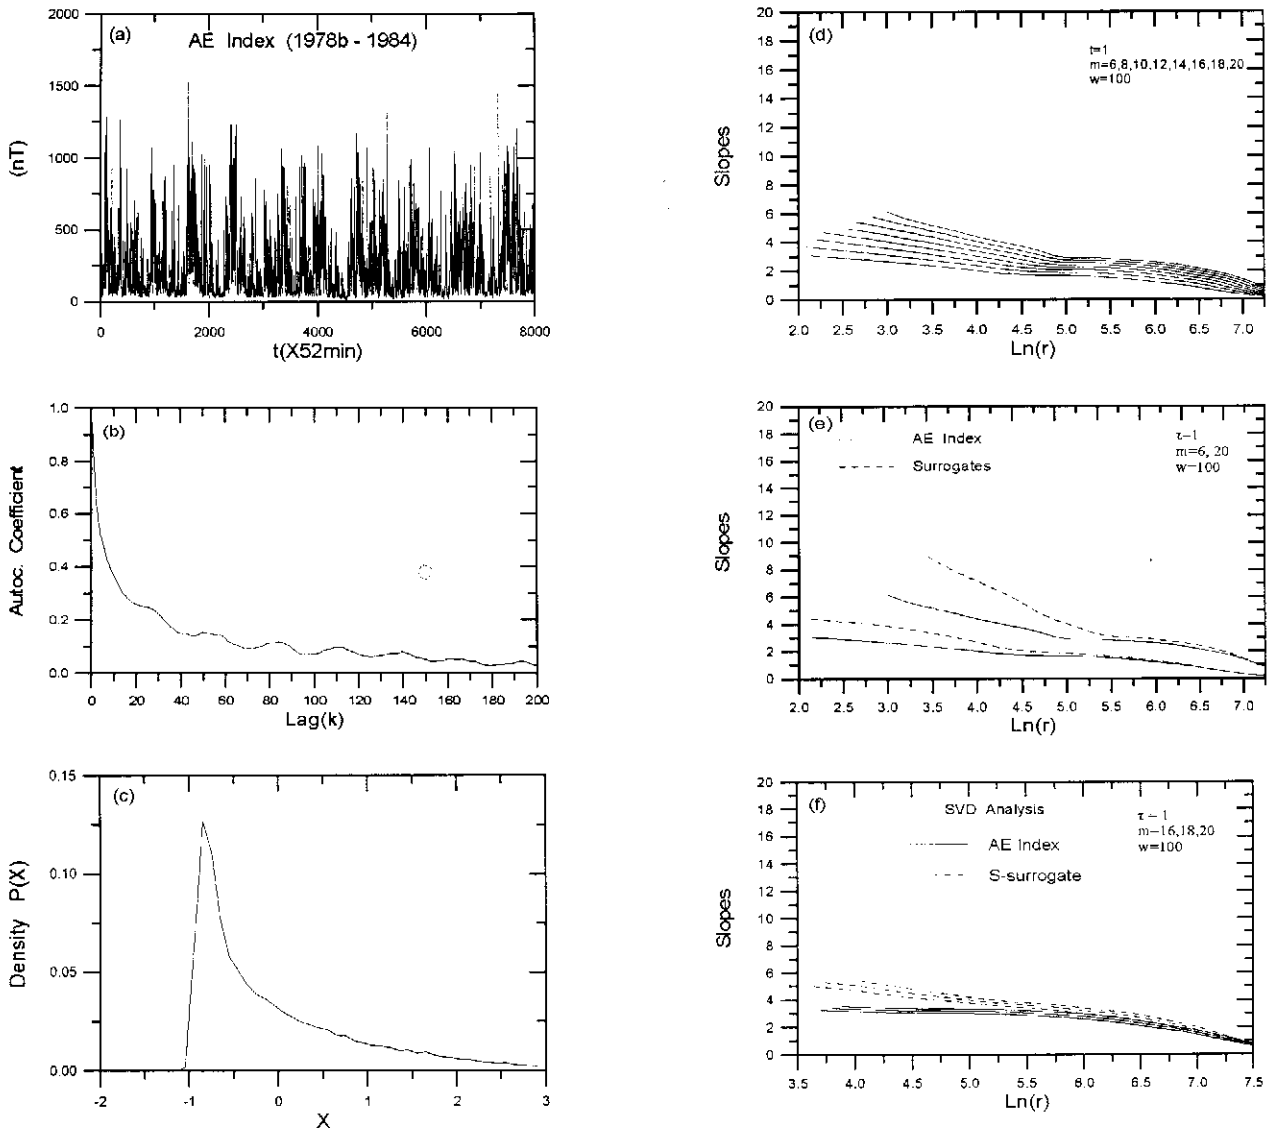 (a)
AE Index (1978b - 1984)
2000
1500
1000
500
0
(nT)
0 2000 4000 6000 8000
t(X52min)
(b)
1.0
0.8
0.6
0.4
0.2
0.0
Autoc. Coefficient
0 20 40 60 80 100 120 140 160 180 200
Lag(k)
(c)
0.15
0.10
0.05
0.00
Density P(X)
-2 -1 0 1 2 3
X
(d)
t=1
m=6,8,10,12,14,16,18,20
w=100
20
18
16
14
12
10
8
6
4
2
0
Slopes
2.0 2.5 3.0 3.5 4.0 4.5 5.0 5.5 6.0 6.5 7.0
Ln(r)
(e)
AE Index
Surrogates
τ=1
m=6, 20
w=100
20
18
16
14
12
10
8
6
4
2
0
Slopes
2.0 2.5 3.0 3.5 4.0 4.5 5.0 5.5 6.0 6.5 7.0
Ln(r)
(f)
SVD Analysis
AE Index
S-surrogate
τ = 1
m=16,18,20
w=100
20
18
16
14
12
10
8
6
4
2
0
Slopes
3.5 4.0 4.5 5.0 5.5 6.0 6.5 7.0 7.5
Ln(r)